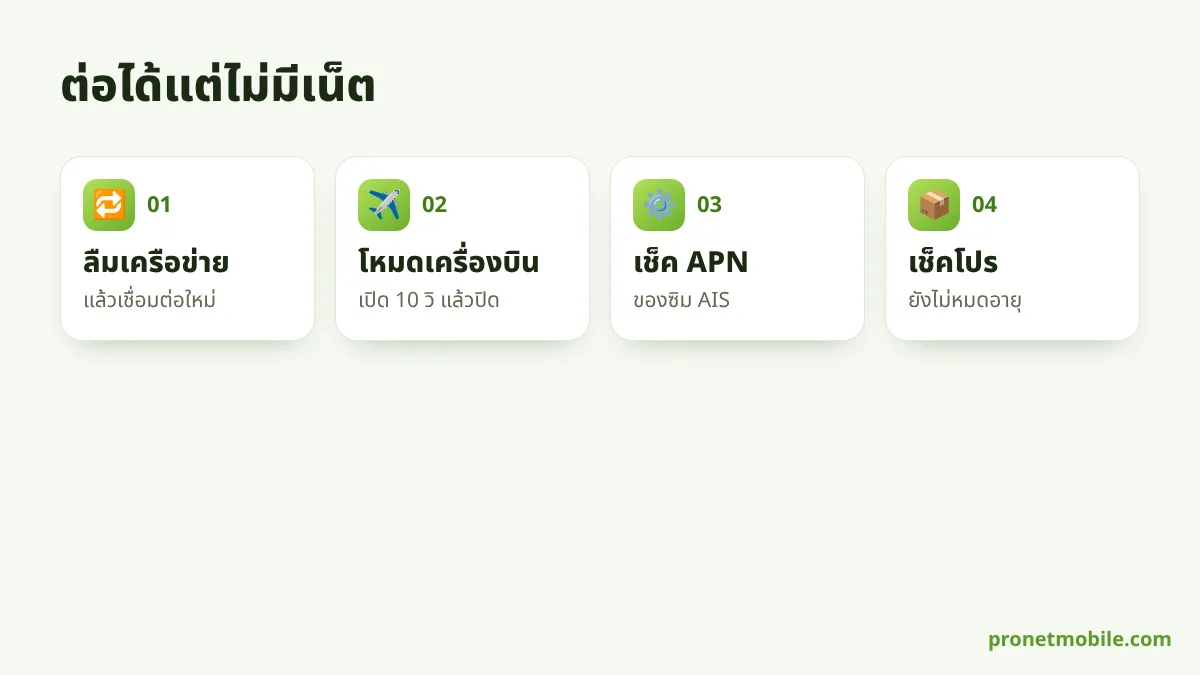 ต่อได้แต่ไม่มีเน็ต
01
ลืมเครือข่าย
แล้วเชื่อมต่อใหม่
02
โหมดเครื่องบิน
เปิด 10 วิ แล้วปิด
03
เช็ค APN
ของซิม AIS
04
เช็คโปร
ยังไม่หมดอายุ
pronetmobile.com